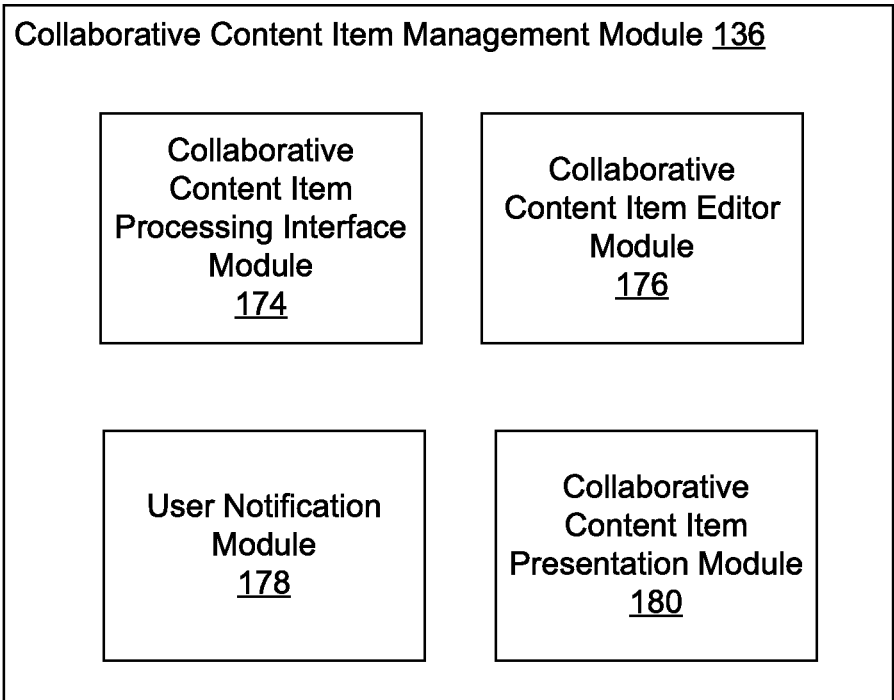 Collaborative Content Item Management Module 136
Collaborative
Content Item
Processing Interface
Module
174
Collaborative
Content Item Editor
Module
176
User Notification
Module
178
Collaborative
Content Item
Presentation Module
180